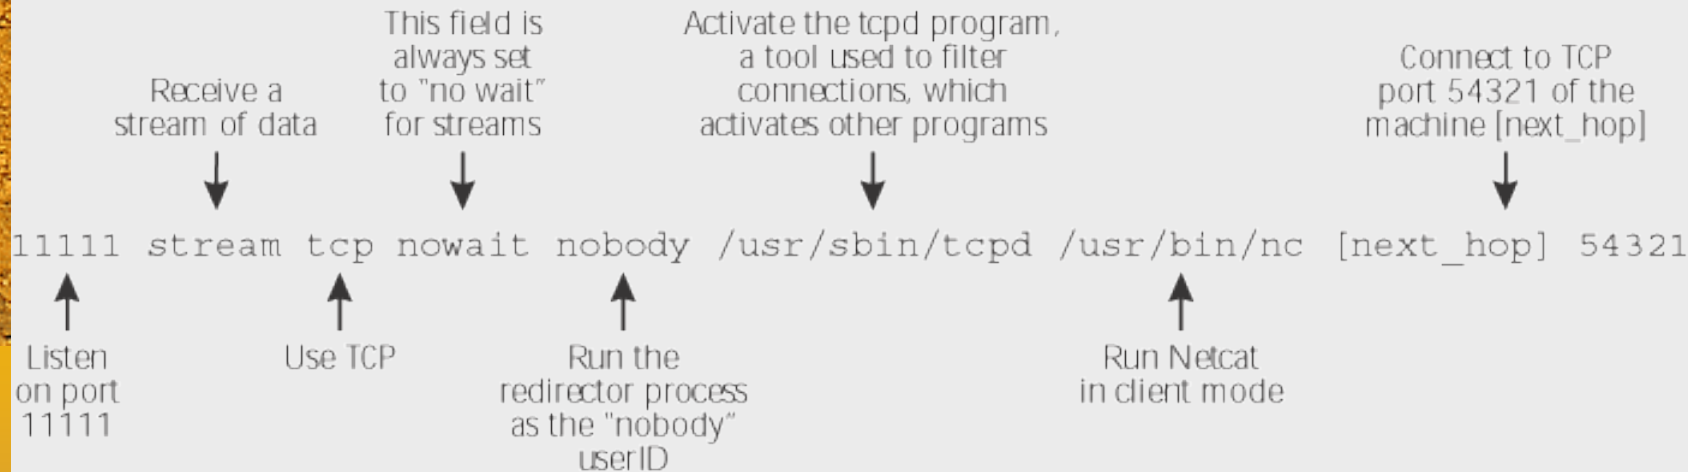 This field is
always set
to "no wait"
for streams
Activate the tcpd program,
a tool used to filter
connections, which
activates other programs
Receive a
stream of data
Connect to TCP
port 54321 of the
machine [next_hop]
11111 stream tcp nowait nobody /usr/sbin/tcpd /usr/bin/nc [next_hop] 54321
Listen
on port
11111
Use TCP
Run the
redirector process
as the "nobody"
userID
Run Netcat
in client mode